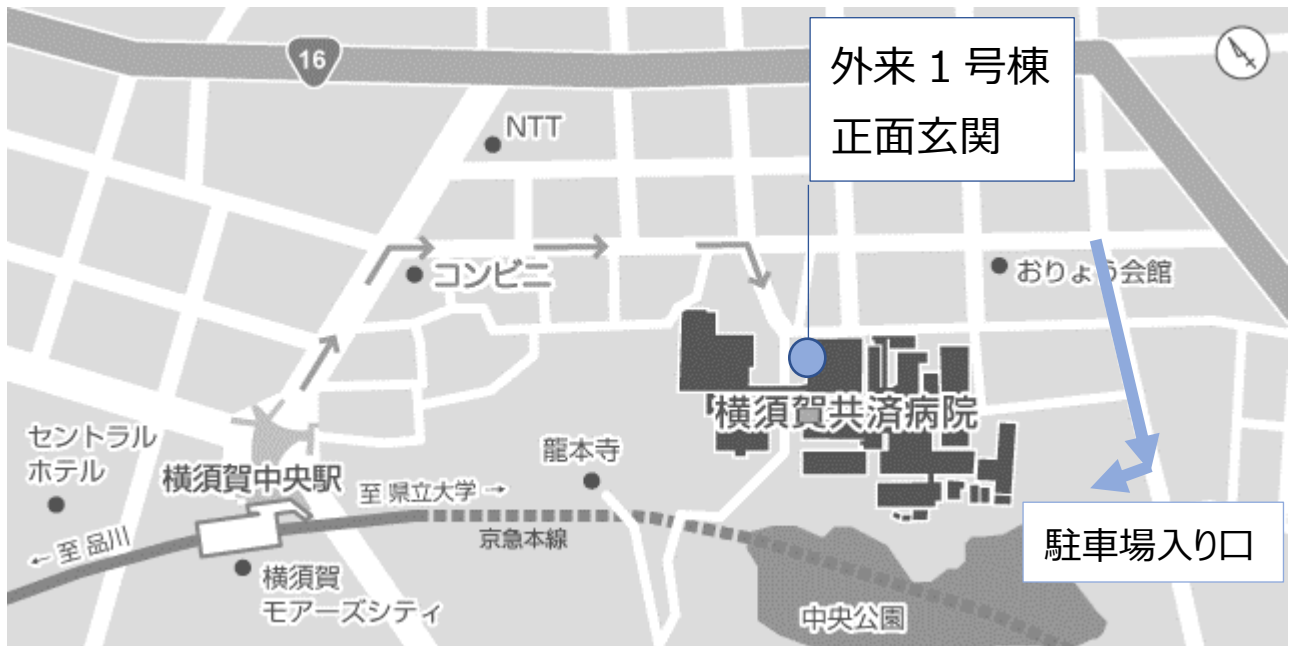 16
外来 1 号棟
正面玄関
NTT
コンビニ
おりょう会館
横須賀共済病院
セントラル
ホテル
横須賀中央駅
龍本寺
至 県立大学 →
京急本線
← 至 品川
横須賀
モアーズシティ
駐車場入り口
中央公園